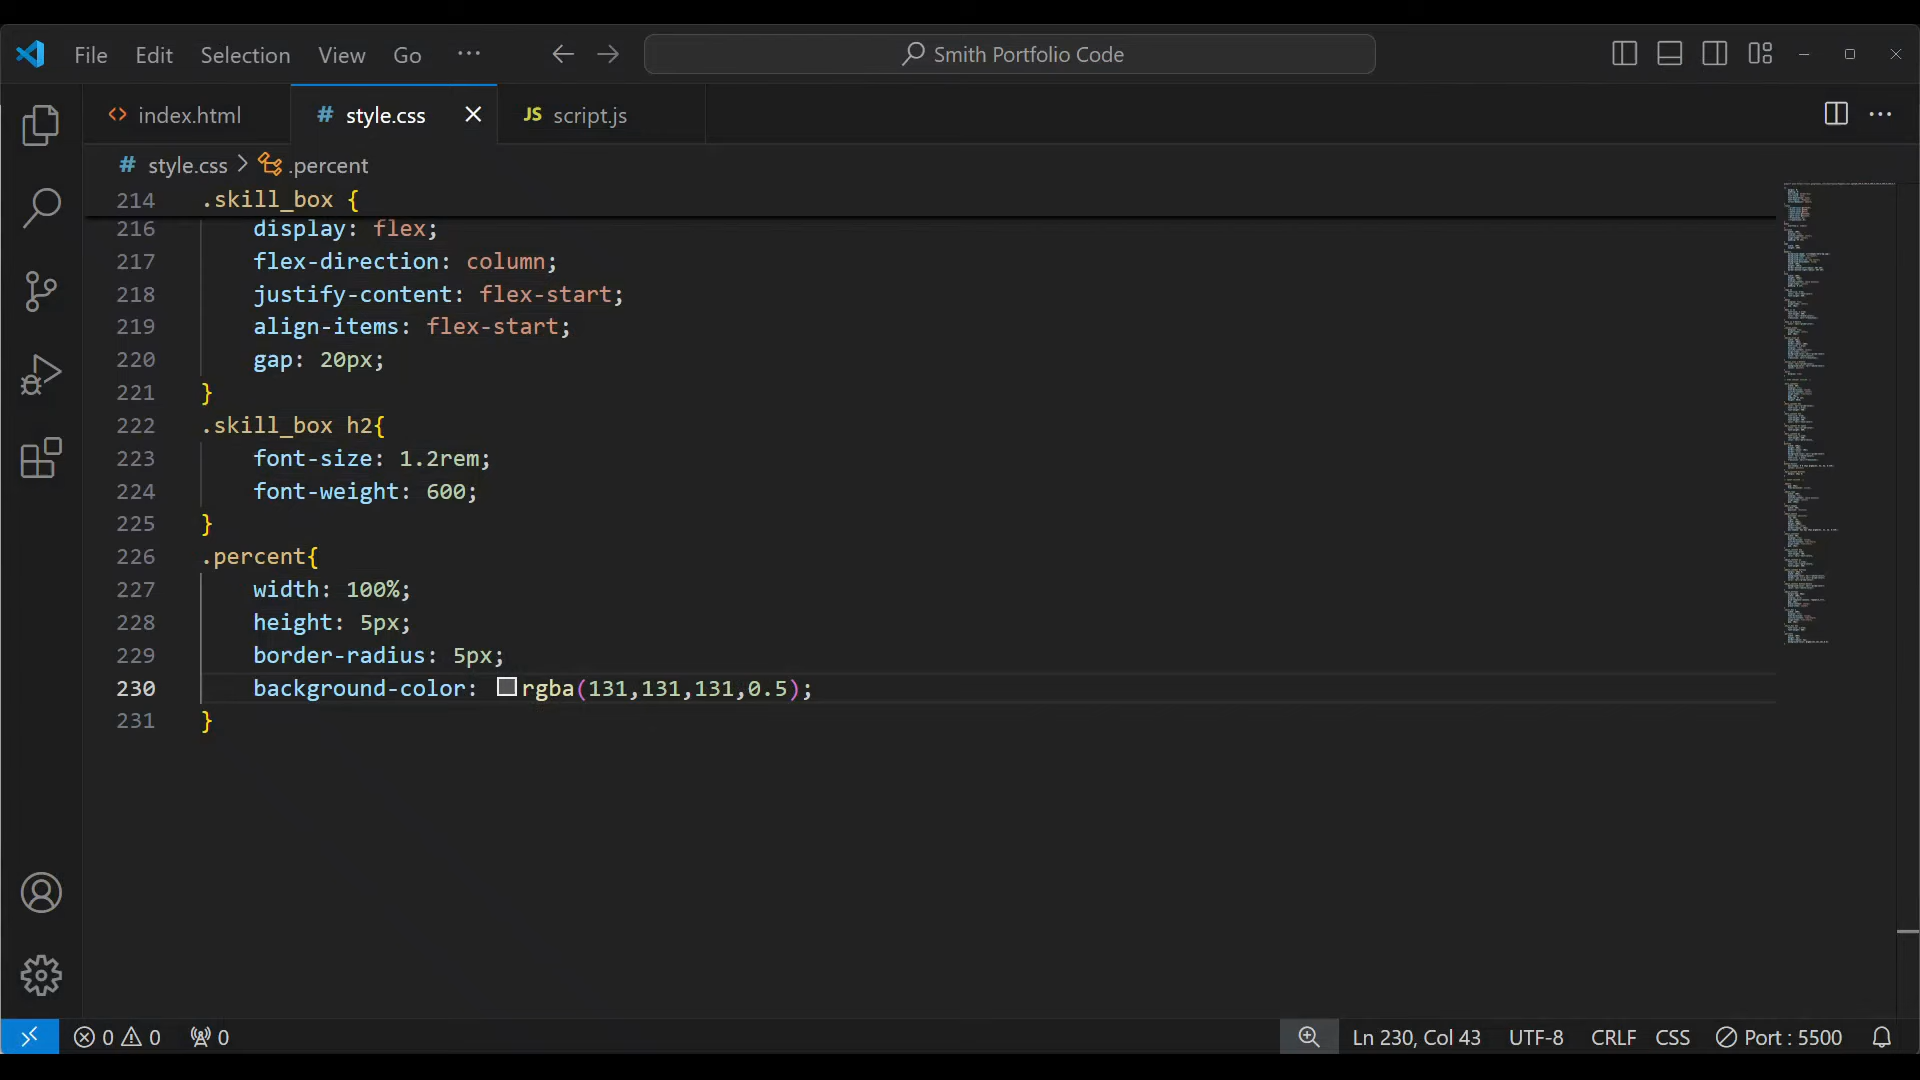 File Edit Selection View Go ··· Smith Portfolio Code
index.html # style.css JS script.js
# style.css > .percent
214 .skill_box {
216 display: flex;
217 flex-direction: column;
218 justify-content: flex-start;
219 align-items: flex-start;
220 gap: 20px;
221 }
222 .skill_box h2{
223 font-size: 1.2rem;
224 font-weight: 600;
225 }
226 .percent{
227 width: 100%;
228 height: 5px;
229 border-radius: 5px;
230 background-color: rgba(131,131,131,0.5);
231 }
0 0 0 Ln 230, Col 43 UTF-8 CRLF CSS Port : 5500